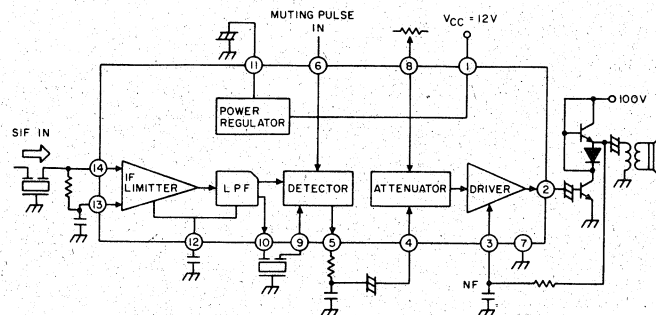 MUTING PULSE
IN
VCC = 12V
11
6
8
1
POWER
REGULATOR
100V
SIF IN
14
IF
LIMITTER
LPF
DETECTOR
ATTENUATOR
DRIVER
2
13
12
10
9
5
4
3
7
NF